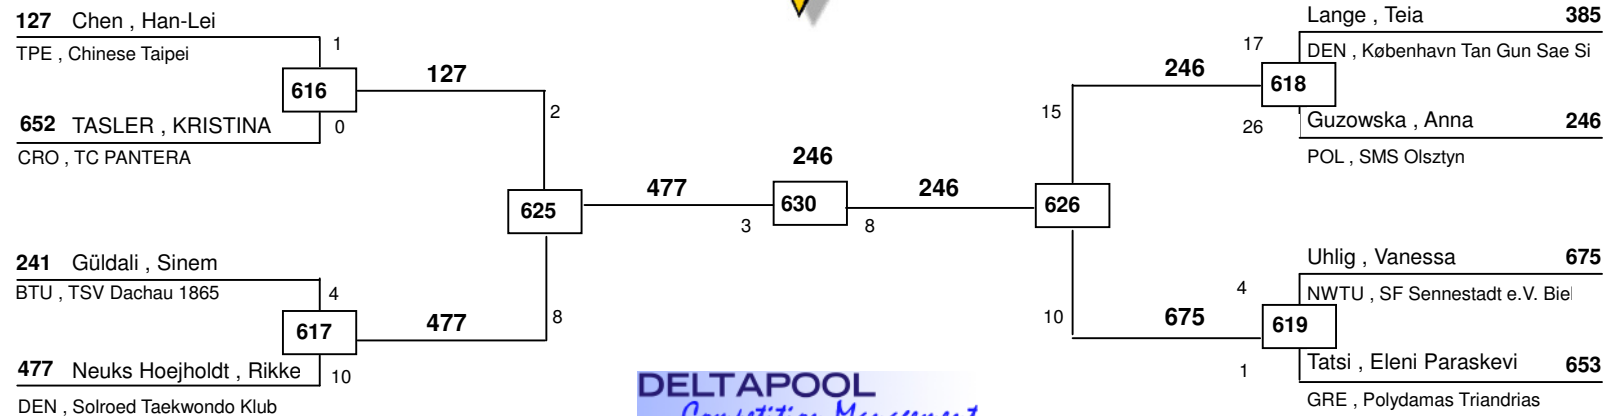 127 Chen , Han-Lei
TPE , Chinese Taipei
1
616
127
652 TASLER , KRISTINA
0
CRO , TC PANTERA
2
625
477
241 Güldali , Sinem
BTU , TSV Dachau 1865
4
617
477
8
477 Neuks Hoejholdt , Rikke
10
DEN , Solroed Taekwondo Klub
246
630
3
8
246
626
15
246
10
675
Lange , Teia 385
17
DEN , København Tan Gun Sae Si
618
Guzowska , Anna 246
26
POL , SMS Olsztyn
Uhlig , Vanessa 675
4
NWTU , SF Sennestadt e.V. Biel
619
Tatsi , Eleni Paraskevi 653
1
GRE , Polydamas Triandrias
DELTAPOOL
Competition Management